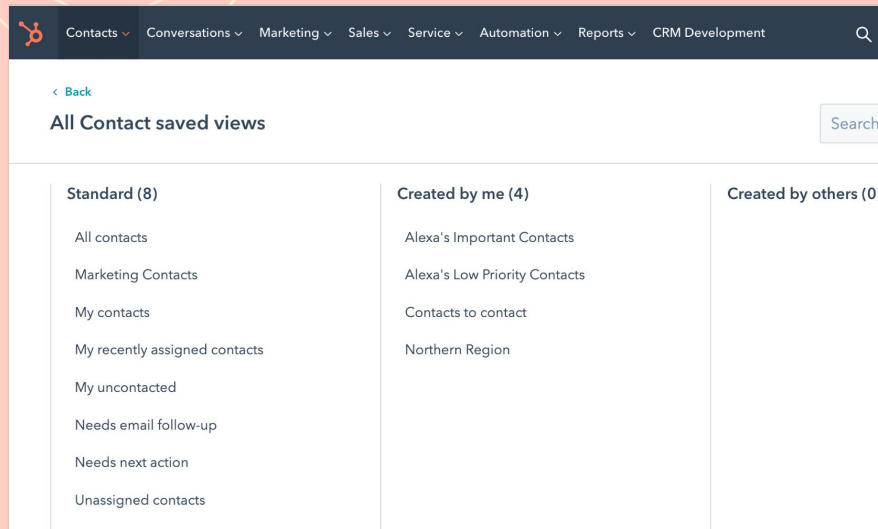 Contacts Conversations Marketing Sales Service Automation Reports CRM Development
Back
All Contact saved views
Search
Standard (8)
All contacts
Marketing Contacts
My contacts
My recently assigned contacts
My uncontacted
Needs email follow-up
Needs next action
Unassigned contacts
Created by me (4)
Alexa's Important Contacts
Alexa's Low Priority Contacts
Contacts to contact
Northern Region
Created by others (0)